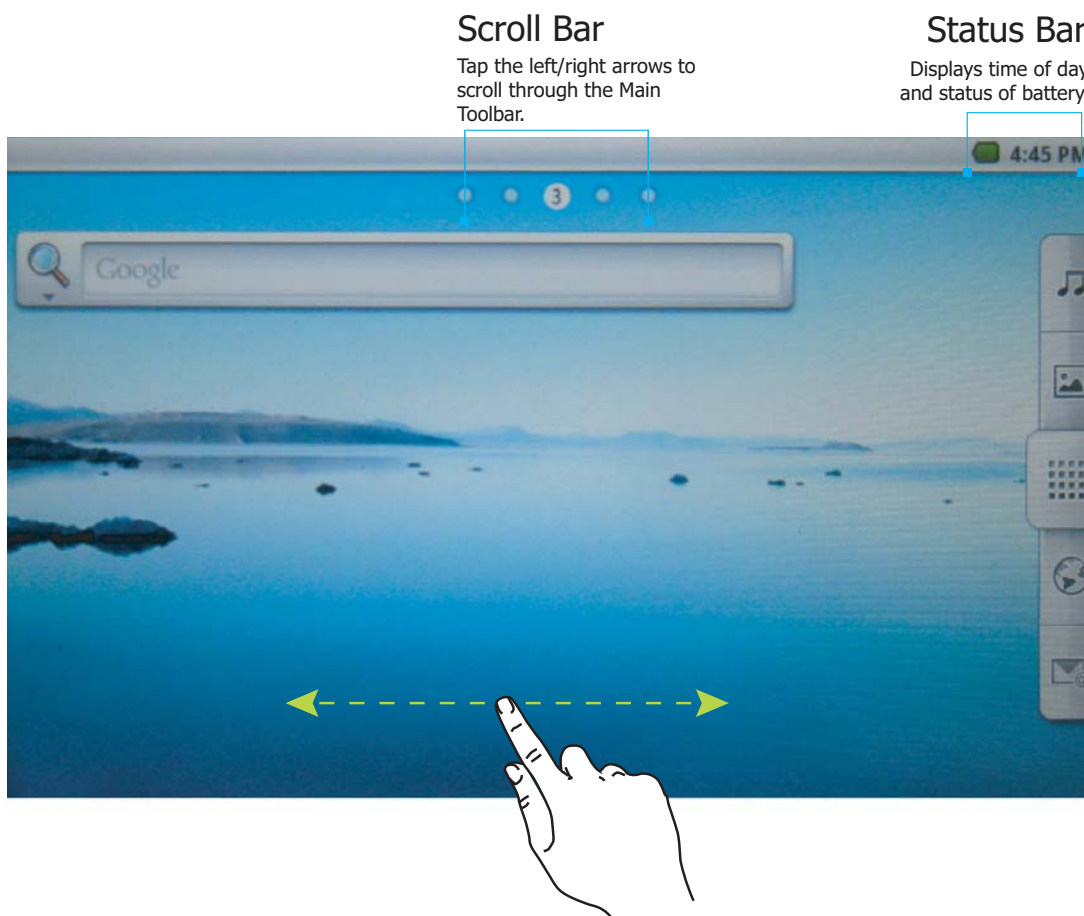 Scroll Bar
Tap the left/right arrows to
scroll through the Main
Toolbar.
Status Bar
Displays time of day
and status of battery
4:45 PM
3
Google